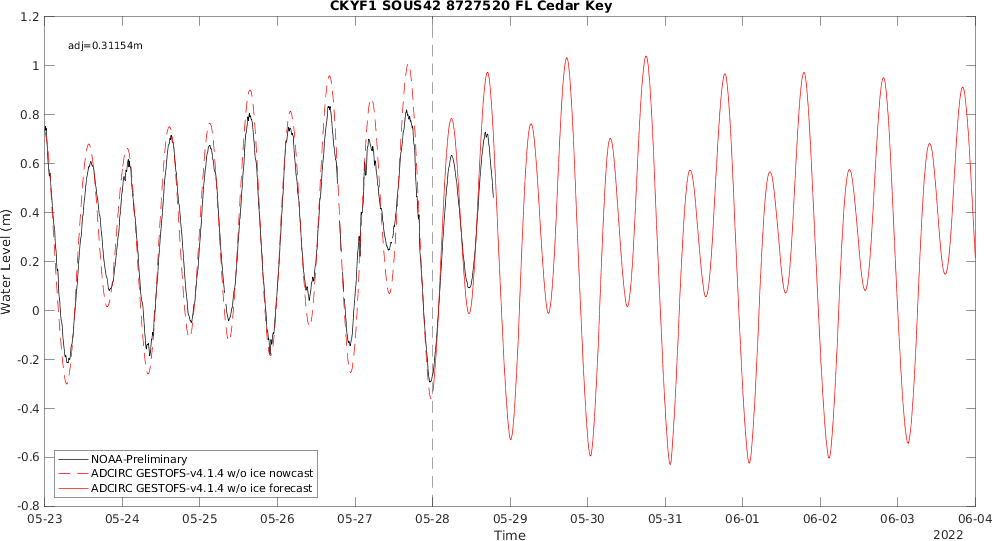 CKYF1 SOUS42 8727520 FL Cedar Key
adj=0.31154m
1.2
1
0.8
0.6
0.4
0.2
0
-0.2
-0.4
-0.6
-0.8
Water Level (m)
NOAA-Preliminary
ADCIRC GESTOFS-v4.1.4 w/o ice nowcast
ADCIRC GESTOFS-v4.1.4 w/o ice forecast
05-23 05-24 05-25 05-26 05-27 05-28 05-29 05-30 05-31 06-01 06-02 06-03 06-04
Time
2022